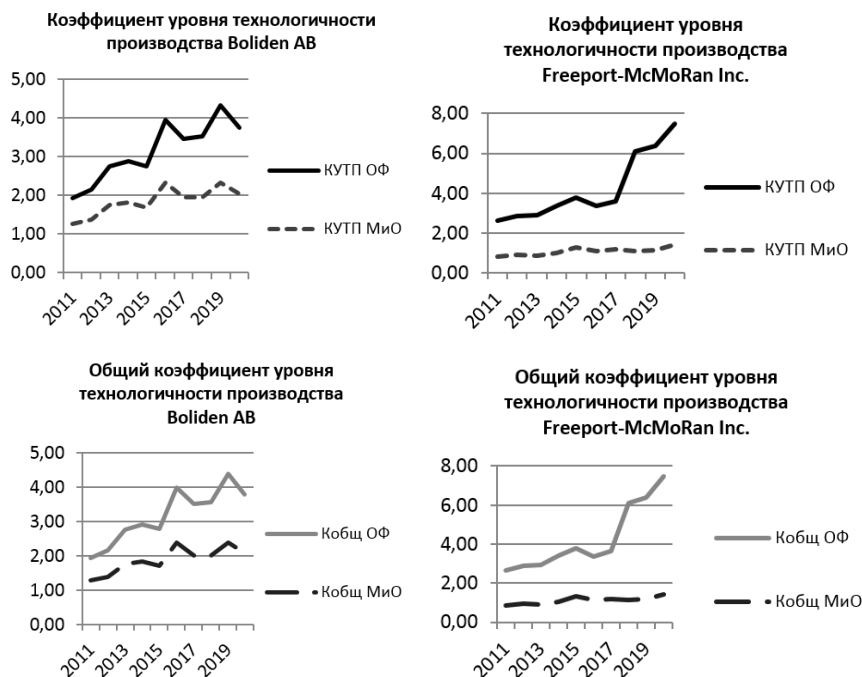 Коэффициент уровня технологичности
производства Boliden AB
5,00
4,00
3,00
2,00
1,00
0,00
2011
2013
2015
2017
2019
КУТП ОФ
КУТП МиО
Коэффициент уровня
технологичности производства
Freeport-McMoRan Inc.
8,00
6,00
4,00
2,00
0,00
2011
2013
2015
2017
2019
КУТП ОФ
КУТП МиО
Общий коэффициент уровня
технологичности производства
Boliden AB
5,00
4,00
3,00
2,00
1,00
0,00
2011
2013
2015
2017
2019
Кобщ ОФ
Кобщ МиО
Общий коэффициент уровня
технологичности производства
Freeport-McMoRan Inc.
8,00
6,00
4,00
2,00
0,00
2011
2013
2015
2017
2019
Кобщ ОФ
Кобщ МиО